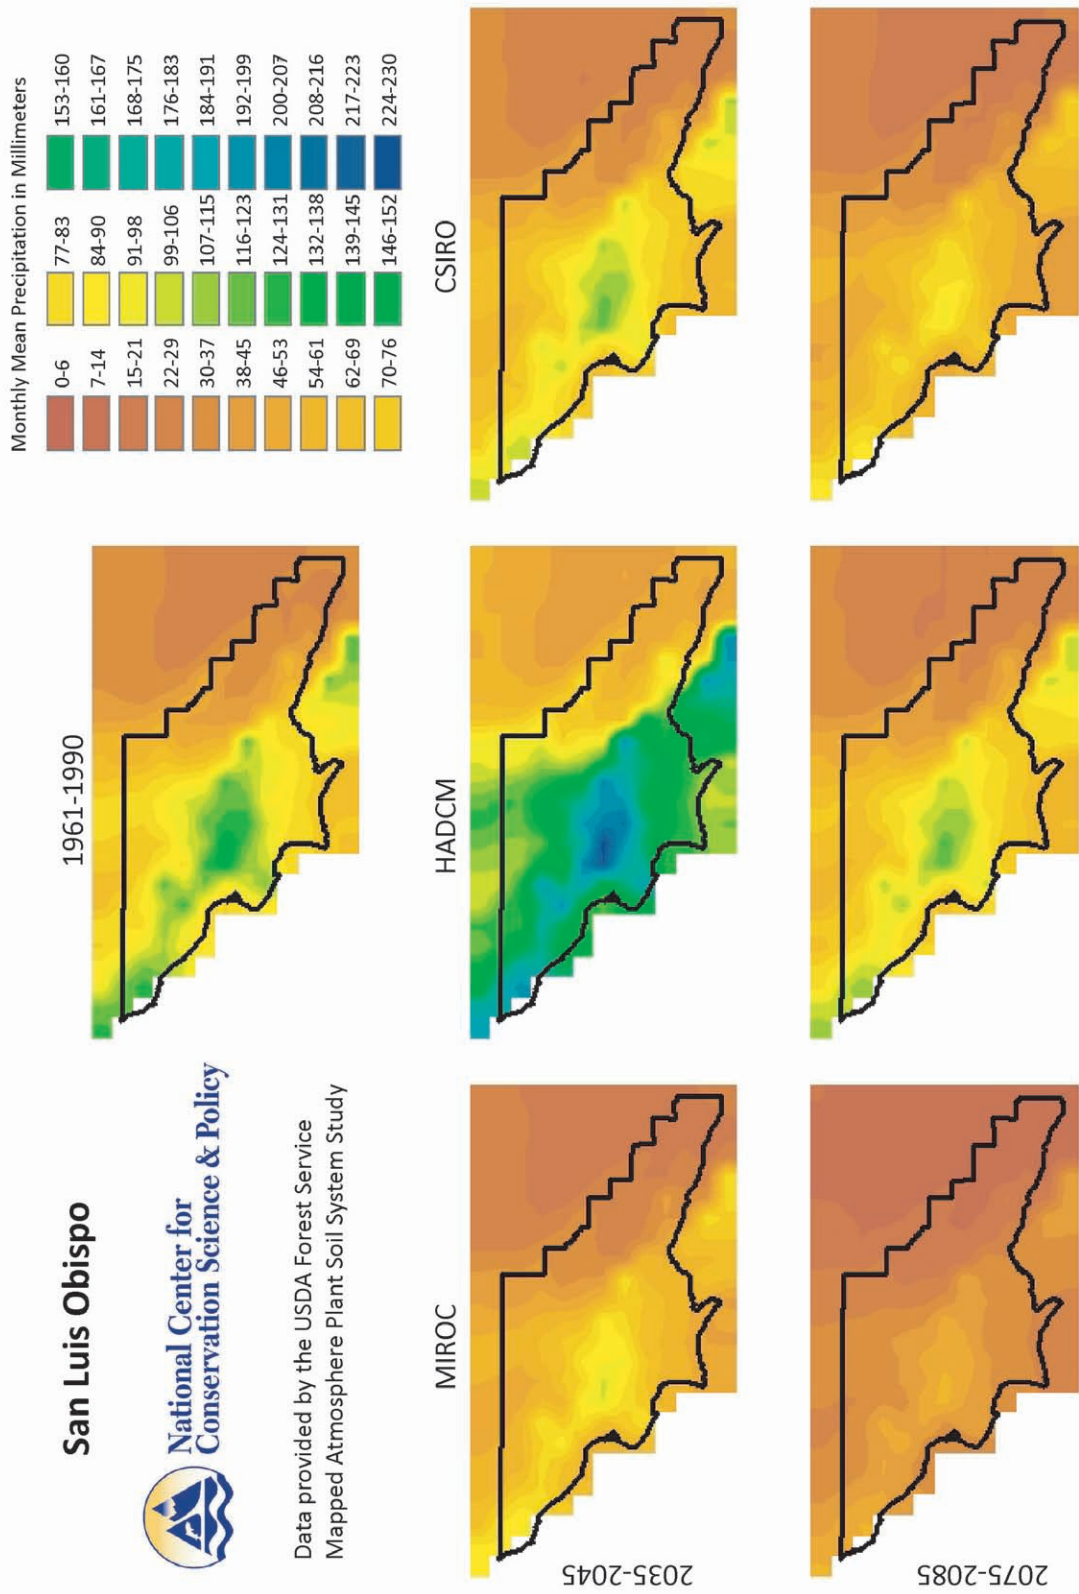 San Luis Obispo
National Center for
Conservation Science & Policy
Data provided by the USDA Forest Service
Mapped Atmosphere Plant Soil System Study
1961-1990
Monthly Mean Precipitation in Millimeters
0-6 77-83 153-160
7-14 84-90 161-167
15-21 91-98 168-175
22-29 99-106 176-183
30-37 107-115 184-191
38-45 116-123 192-199
46-53 124-131 200-207
54-61 132-138 208-216
62-69 139-145 217-223
70-76 146-152 224-230
MIROC HADCM CSIRO
2035-2045
2075-2085